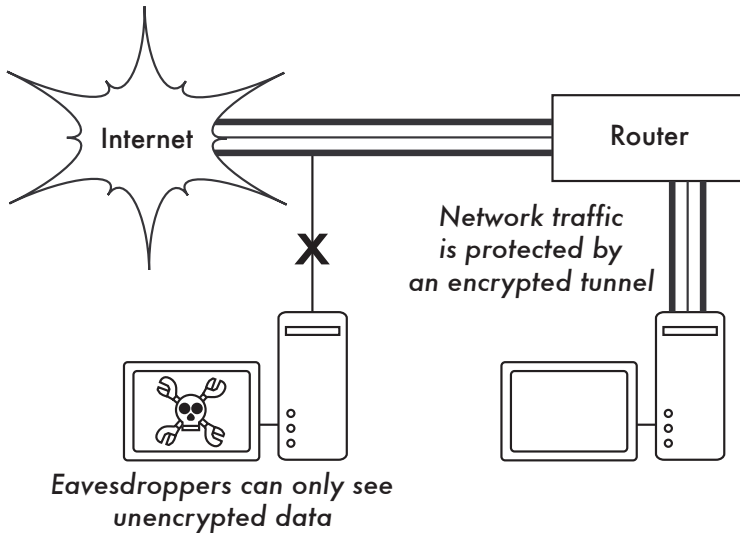 Internet
Router
Network traffic
is protected by
an encrypted tunnel
X
Eavesdroppers can only see
unencrypted data